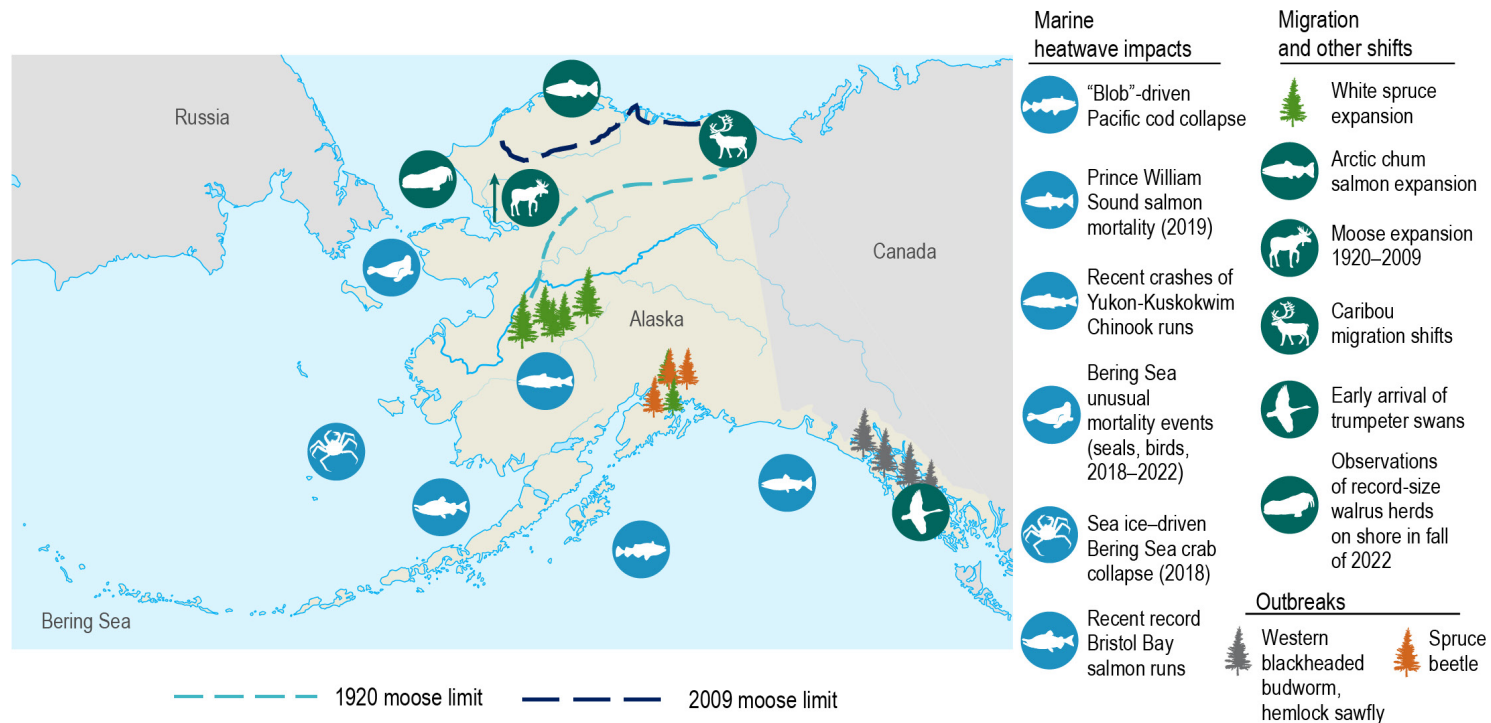 Russia
Canada
Alaska
Bering Sea
1920 moose limit
2009 moose limit
Marine
heatwave impacts
“Blob”-driven
Pacific cod collapse
Prince William
Sound salmon
mortality (2019)
Recent crashes of
Yukon-Kuskokwim
Chinook runs
Bering Sea
unusual
mortality events
(seals, birds,
2018–2022)
Sea ice–driven
Bering Sea crab
collapse (2018)
Recent record
Bristol Bay
salmon runs
Migration
and other shifts
White spruce
expansion
Arctic chum
salmon expansion
Moose expansion
1920–2009
Caribou
migration shifts
Early arrival of
trumpeter swans
Observations
of record-size
walrus herds
on shore in fall
of 2022
Outbreaks
Western
blackheaded
budworm,
hemlock sawfly
Spruce
beetle